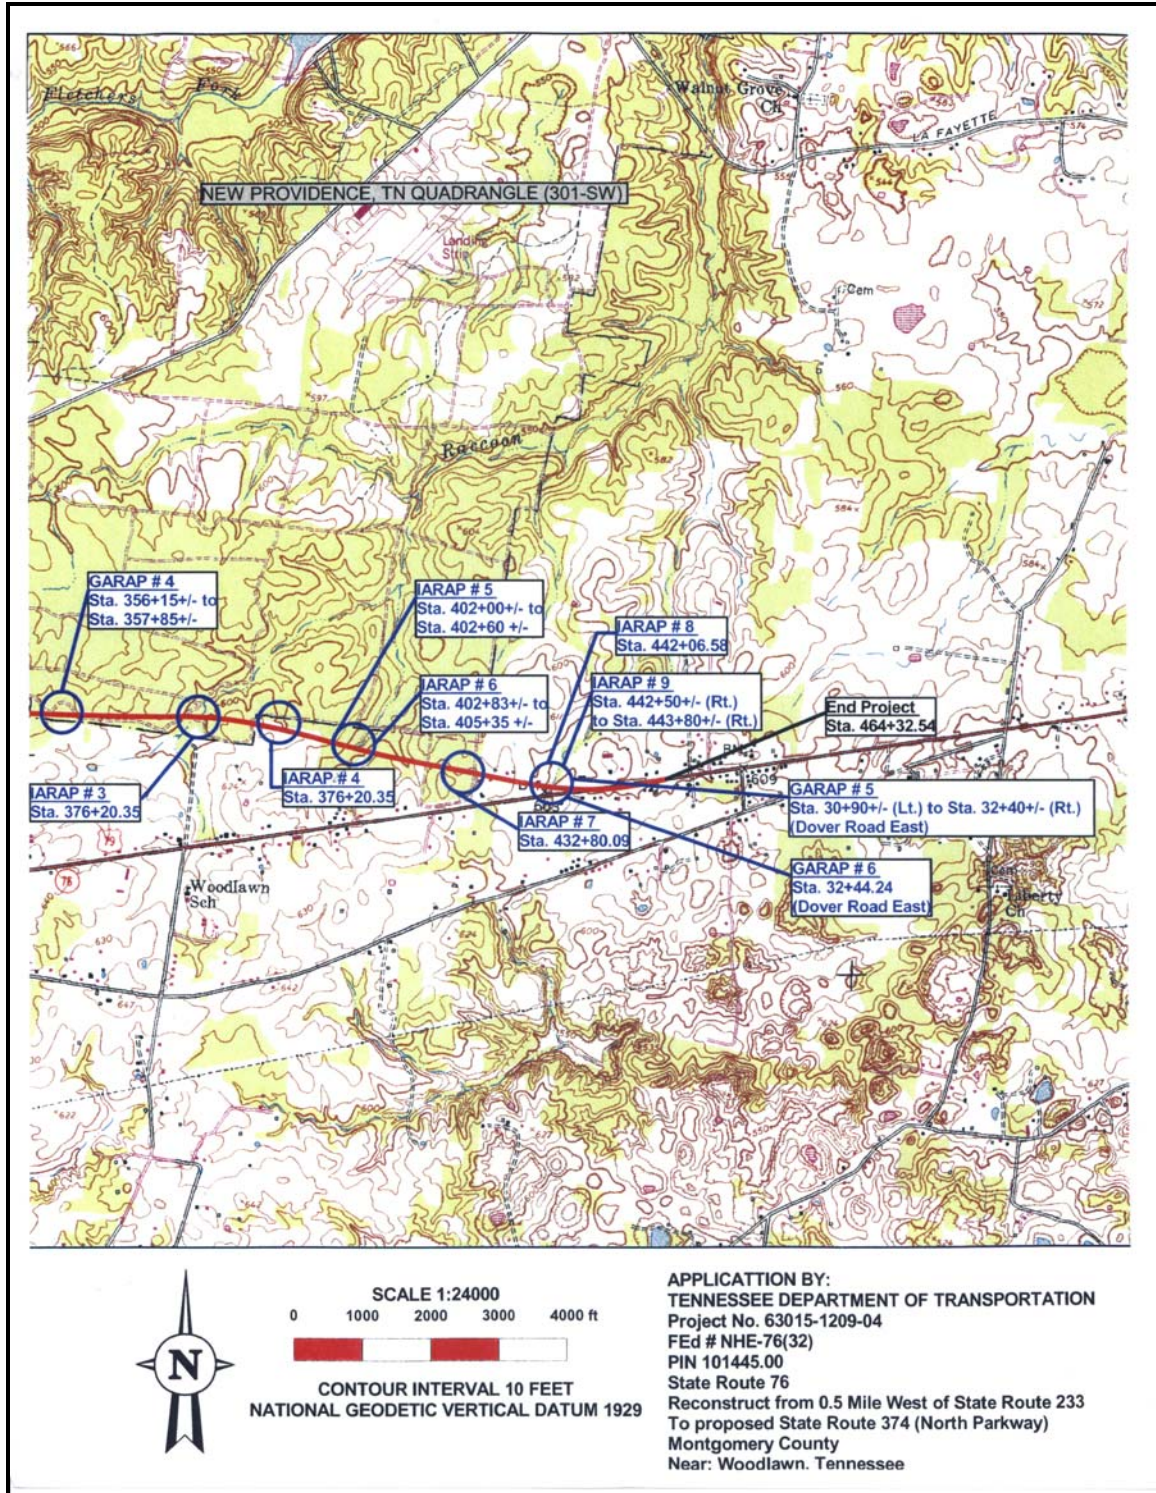 Fletchers Fork
Walnut Grove
Ch
LA FAYETTE
NEW PROVIDENCE, TN QUADRANGLE (301-SW)
Landing
Strip
Cem
Raccoon
GARAP # 4
Sta. 356+15+/- to
Sta. 357+85+/-
IARAP # 5
Sta. 402+00+/- to
Sta. 402+60 +/-
IARAP # 8
Sta. 442+06.58
IARAP # 6
Sta. 402+83+/- to
Sta. 405+35 +/-
IARAP # 9
Sta. 442+50+/- (Rt.)
to Sta. 443+80+/- (Rt.)
End Project
Sta. 464+32.54
IARAP # 3
Sta. 376+20.35
IARAP # 4
Sta. 376+20.35
IARAP # 7
Sta. 432+80.09
609
603
GARAP # 5
Sta. 30+90+/- (Lt.) to Sta. 32+40+/- (Rt.)
(Dover Road East)
GARAP # 6
Sta. 32+44.24
(Dover Road East)
79
76
Woodlawn
Sch
Cem
Liberty
Ch
SCALE 1:24000
0 1000 2000 3000 4000 ft
CONTOUR INTERVAL 10 FEET
NATIONAL GEODETIC VERTICAL DATUM 1929
N
APPLICATTION BY:
TENNESSEE DEPARTMENT OF TRANSPORTATION
Project No. 63015-1209-04
FEd # NHE-76(32)
PIN 101445.00
State Route 76
Reconstruct from 0.5 Mile West of State Route 233
To proposed State Route 374 (North Parkway)
Montgomery County
Near: Woodlawn. Tennessee